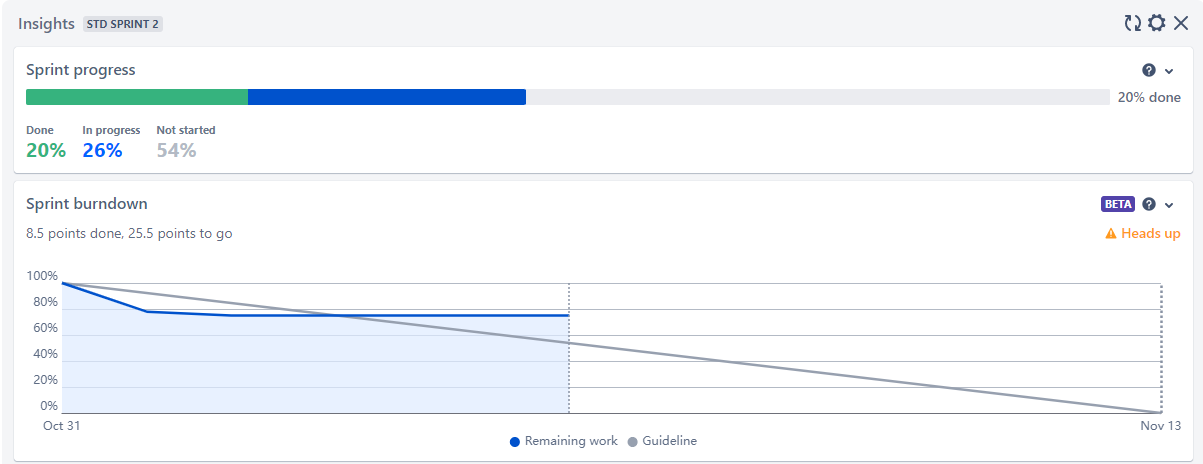 Insights STD SPRINT 2
Sprint progress
20% done
Done In progress Not started
20% 26% 54%
Sprint burndown BETA
8.5 points done, 25.5 points to go Heads up
100%
80%
60%
40%
20%
0%
Oct 31 Nov 13
Remaining work Guideline